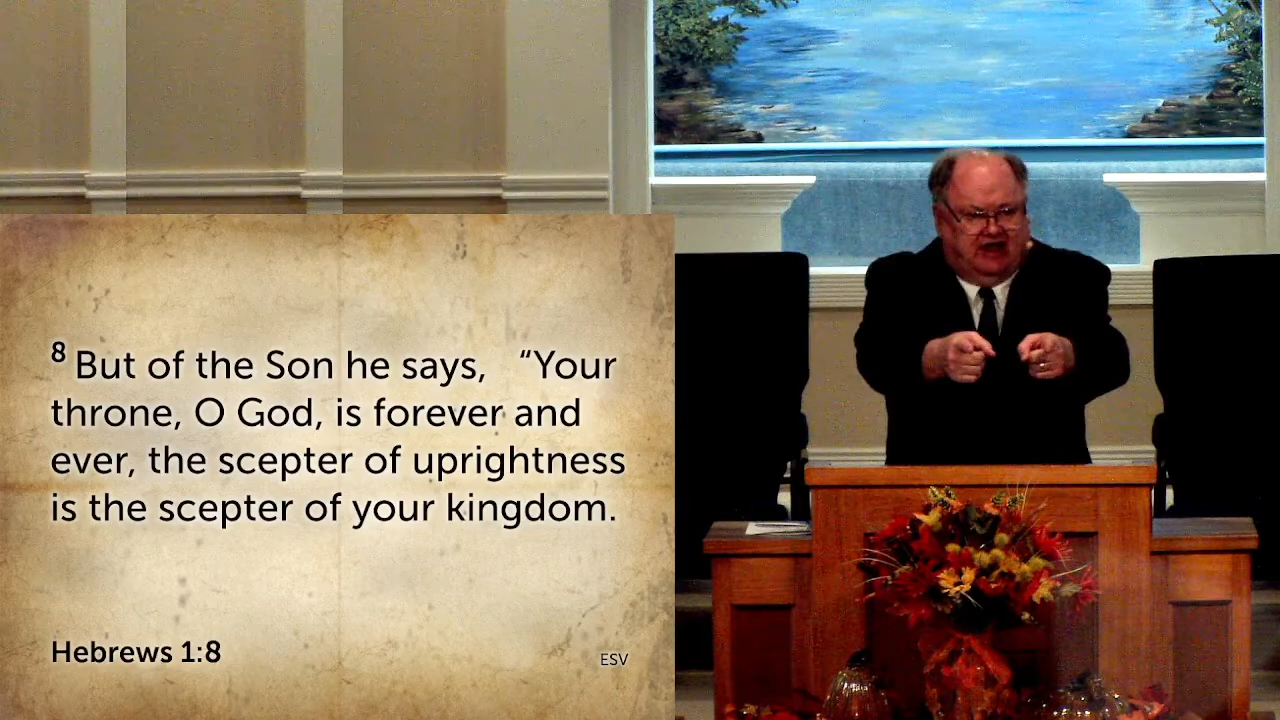 8 But of the Son he says, “Your
throne, O God, is forever and
ever, the scepter of uprightness
is the scepter of your kingdom.
Hebrews 1:8
ESV